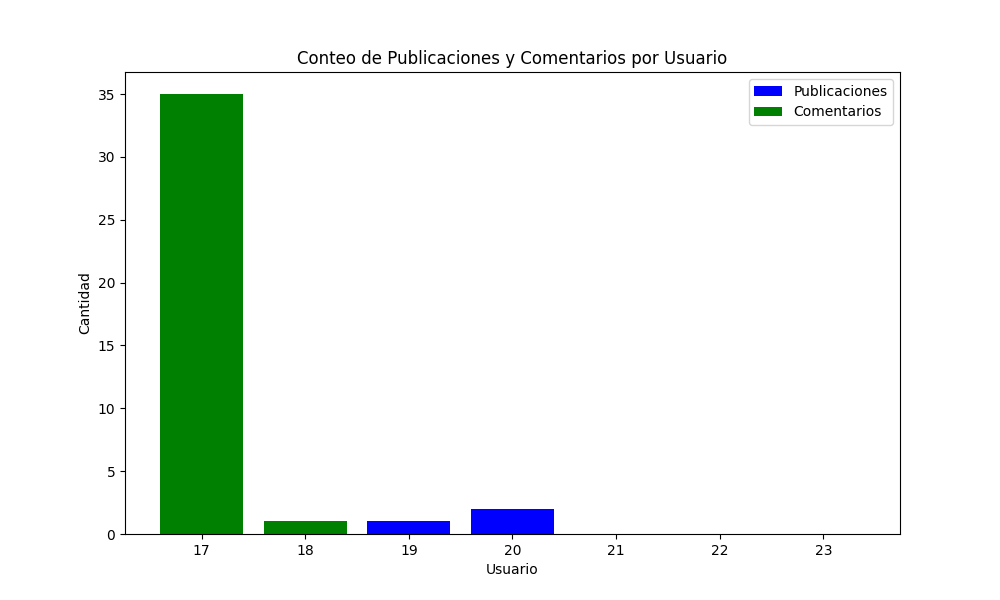 Conteo de Publicaciones y Comentarios por Usuario
Publicaciones
Comentarios
35
30
25
20
15
10
5
0
Cantidad
17 18 19 20 21 22 23
Usuario